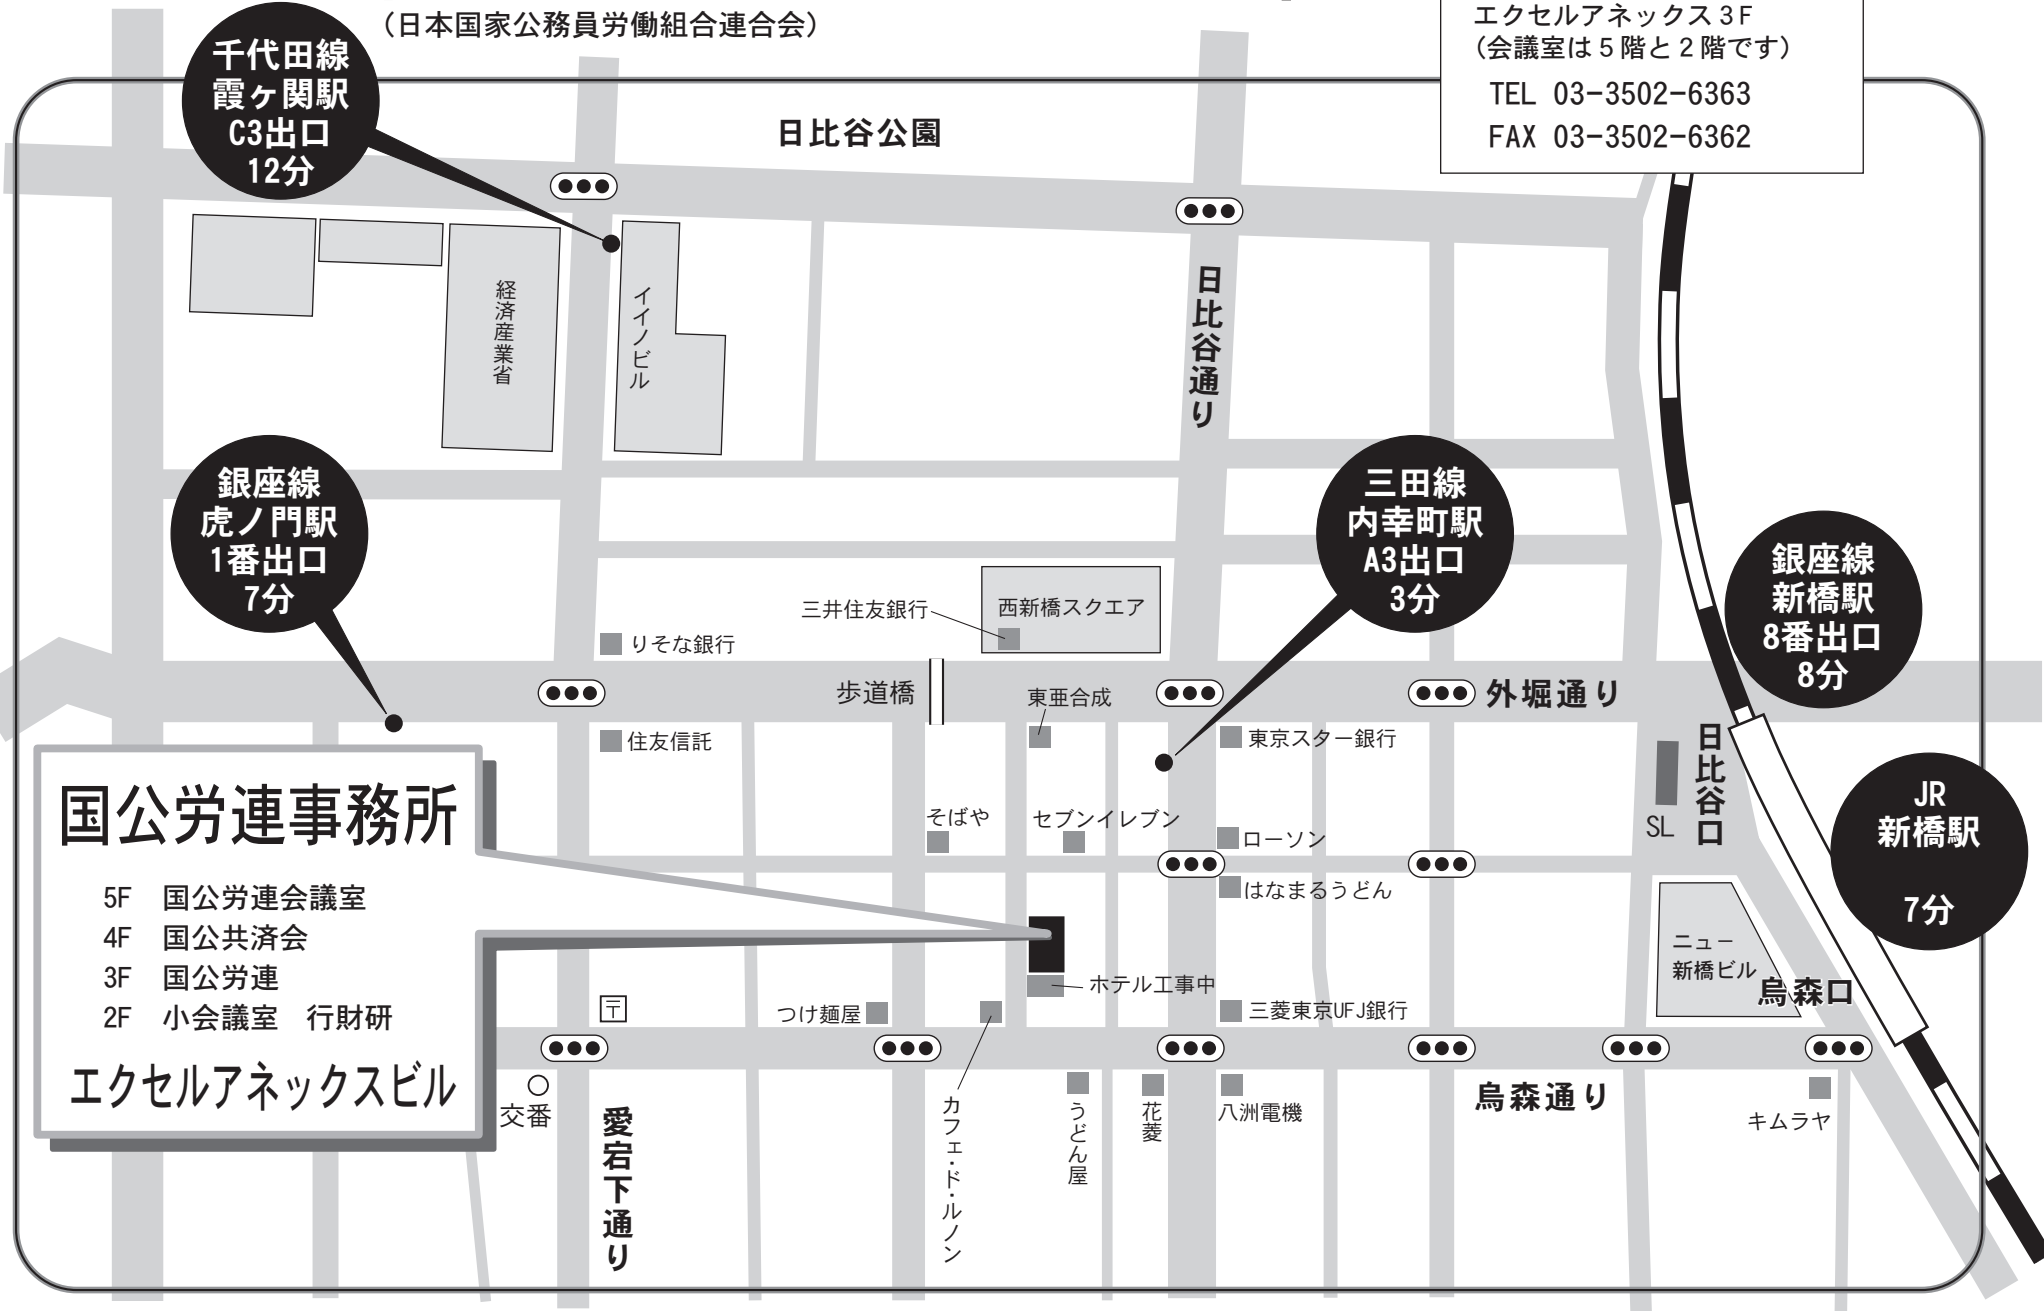 (日本国家公務員労働組合連合会)
エクセルアネックス3F
(会議室は5階と2階です)
TEL 03-3502-6363
FAX 03-3502-6362
千代田線
霞ヶ関駅
C3出口
12分
日比谷公園
経済産業省
イイノビル
日比谷通り
銀座線
虎ノ門駅
1番出口
7分
三田線
内幸町駅
A3出口
3分
銀座線
新橋駅
8番出口
8分
三井住友銀行
西新橋スクエア
りそな銀行
歩道橋
東亜合成
外堀通り
住友信託
東京スター銀行
日比谷口
SL
JR
新橋駅
7分
そばや
セブンイレブン
ローソン
はなまるうどん
国公労連事務所
5F 国公労連会議室
4F 国公共済会
3F 国公労連
2F 小会議室 行財研
エクセルアネックスビル
ニュー
新橋ビル
烏森口
ホテル工事中
〒
つけ麺屋
三菱東京UFJ銀行
交番
愛宕下通り
カフェ・ド・ルノン
うどん屋
花菱
八洲電機
烏森通り
キムラヤ